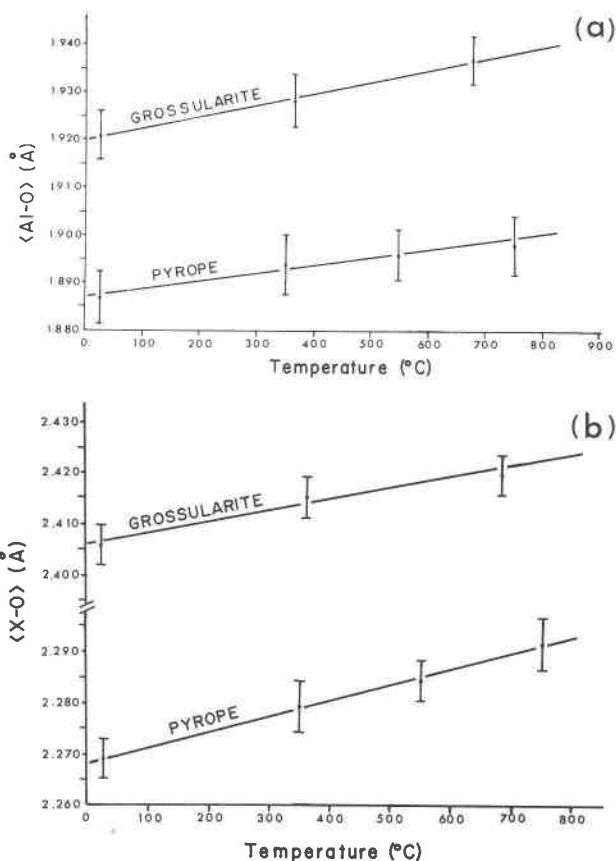 (a)
1.940
1.930
1.920
1.910
1.900
1.890
1.880
<Al-O> (Å)
GROSSULARITE
PYROPE
0 100 200 300 400 500 600 700 800 900
Temperature (°C)
(b)
2.430
2.420
2.410
2,400
2.290
2.280
2.270
2.260
<X-O> (Å)
GROSSULARITE
PYROPE
0 100 200 300 400 500 600 700 800
Temperature (°C)